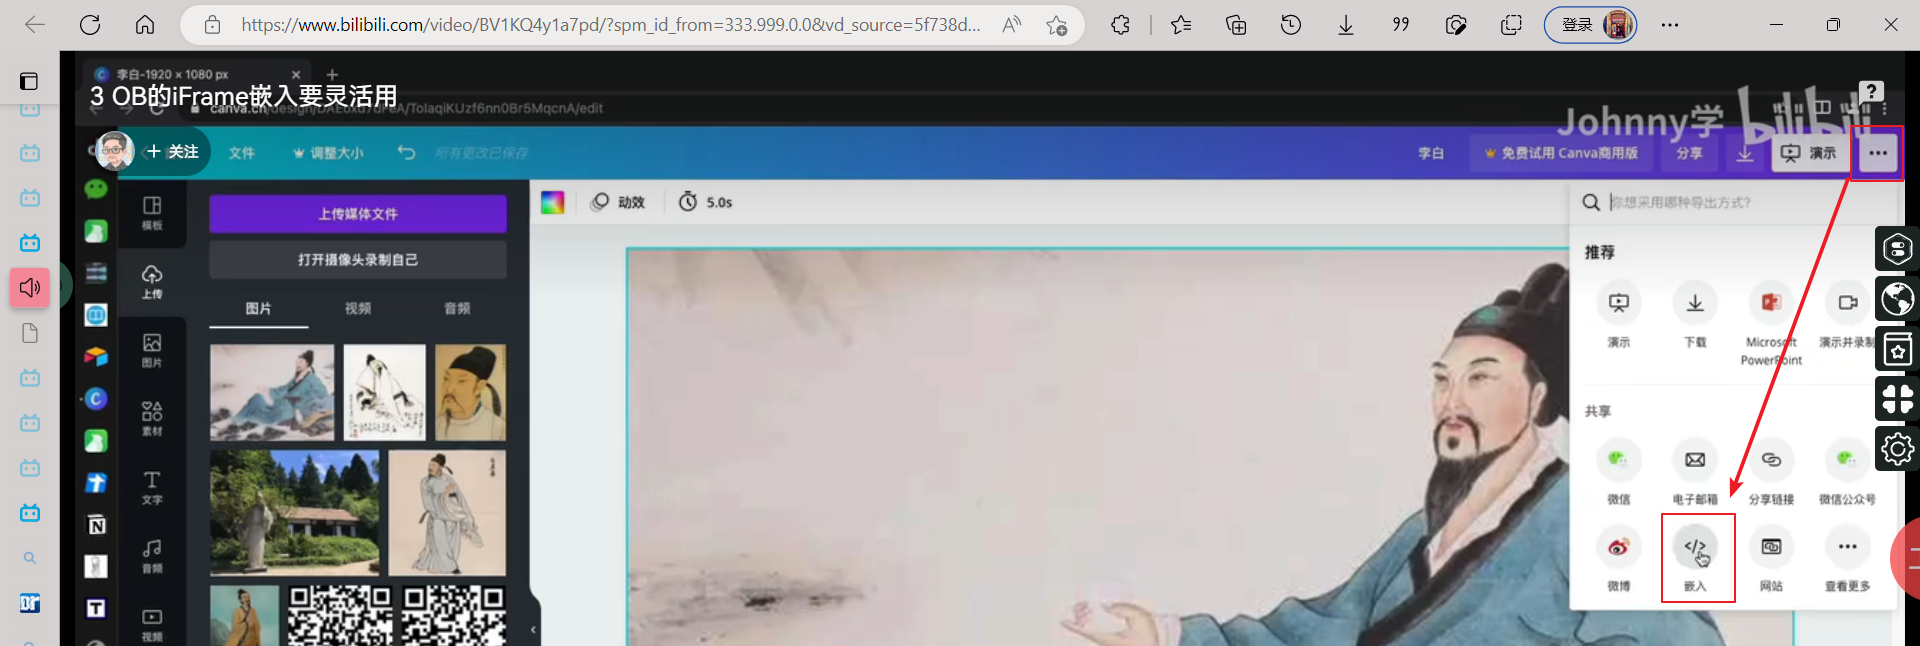 https://www.bilibili.com/video/BV1KQ4y1a7pd/?spm_id_from=333.999.0.0&vd_source=5f738d...
登录
李白-1920 × 1080 px
3 OB的iFrame嵌入要灵活用
Johnny学
bilibili
+ 关注
文件
调整大小
所有更改已保存
李白
免费试用 Canva商用版
分享
演示
模板
上传媒体文件
动效
5.0s
你想采用哪种导出方式?
打开摄像头录制自己
推荐
上传
图片
视频
音频
演示
下载
Microsoft PowerPoint
演示并录制
图片
素材
共享
文字
微信
电子邮箱
分享链接
微信公众号
音频
微博
嵌入
网站
查看更多
视频